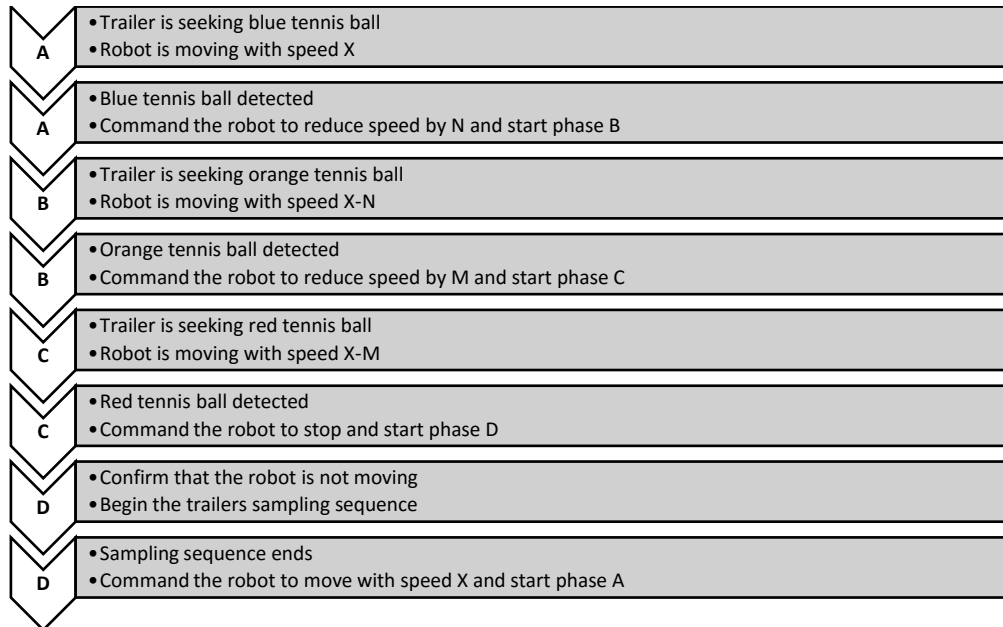 A
•Trailer is seeking blue tennis ball
•Robot is moving with speed X
A
•Blue tennis ball detected
•Command the robot to reduce speed by N and start phase B
B
•Trailer is seeking orange tennis ball
•Robot is moving with speed X-N
B
•Orange tennis ball detected
•Command the robot to reduce speed by M and start phase C
C
•Trailer is seeking red tennis ball
•Robot is moving with speed X-M
C
•Red tennis ball detected
•Command the robot to stop and start phase D
D
•Confirm that the robot is not moving
•Begin the trailers sampling sequence
D
•Sampling sequence ends
•Command the robot to move with speed X and start phase A